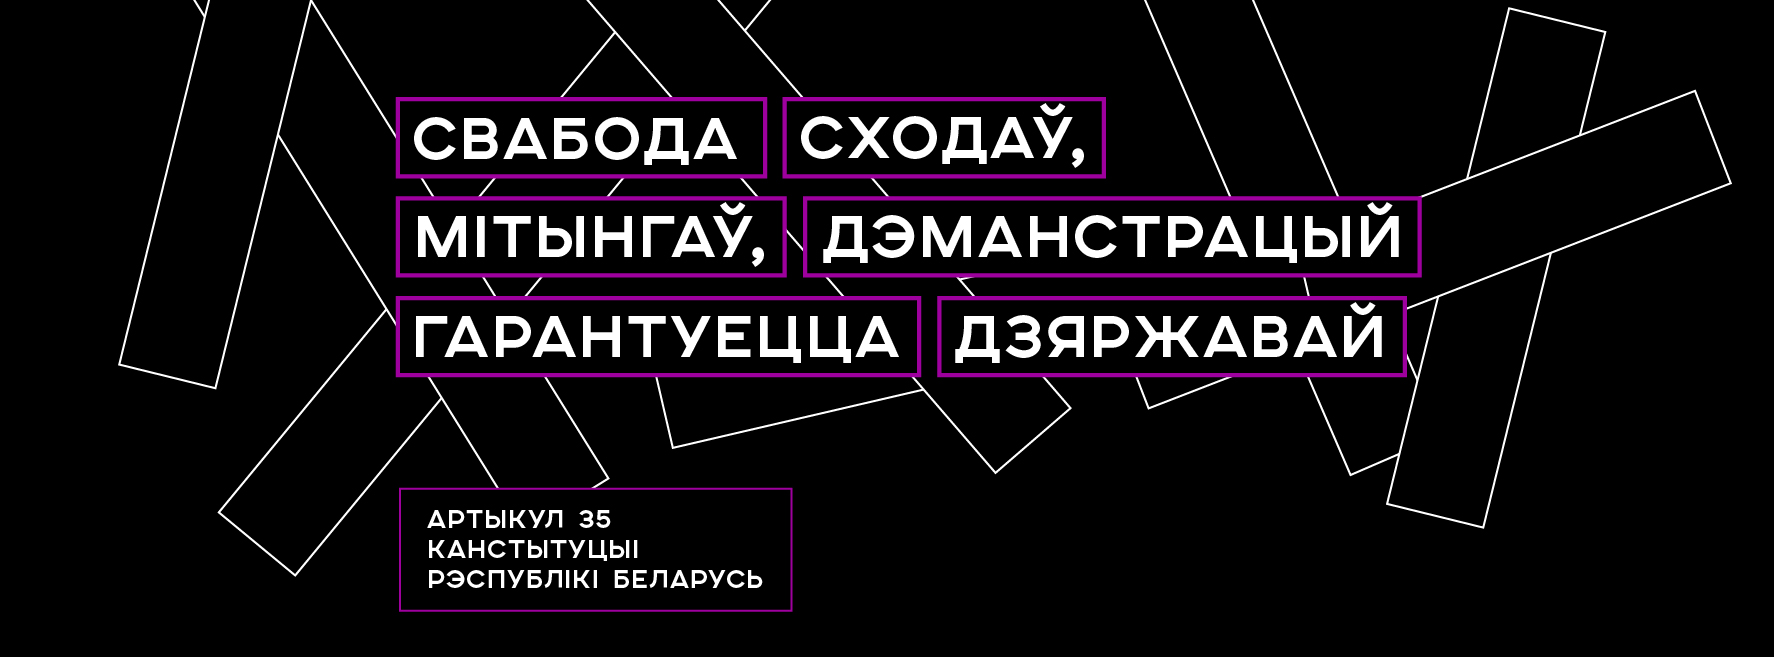 СВАБОДА СХОДАЎ,
МІТЫНГАЎ, ДЭМАНСТРАЦЫЙ
ГАРАНТУЕЦЦА ДЗЯРЖАВАЙ
АРТЫКУЛ 35
КАНСТЫТУЦЫІ
РЭСПУБЛІКІ БЕЛАРУСЬ